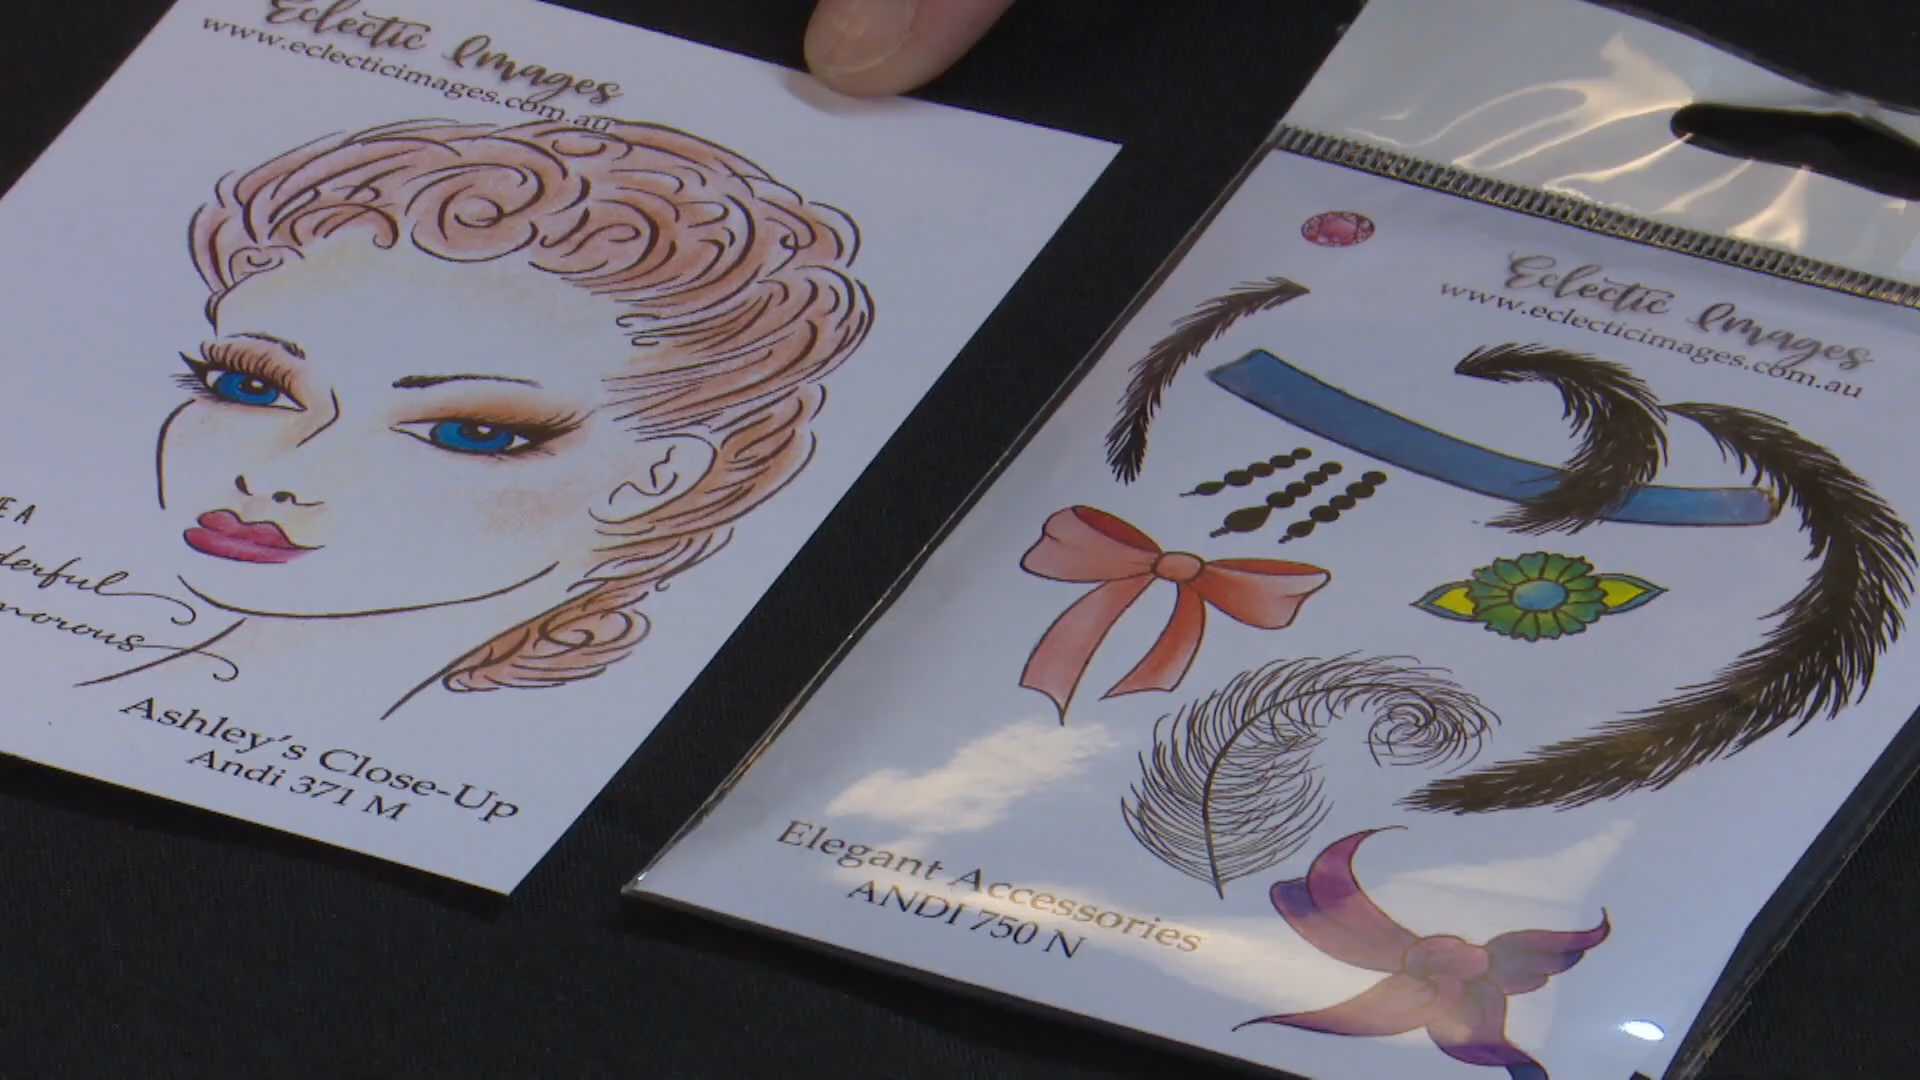 Eclectic Images
www.eclecticimages.com.au
Ashley's Close-Up
Andi 371 M
Eclectic Images
www.eclecticimages.com.au
Elegant Accessories
ANDI 750 N